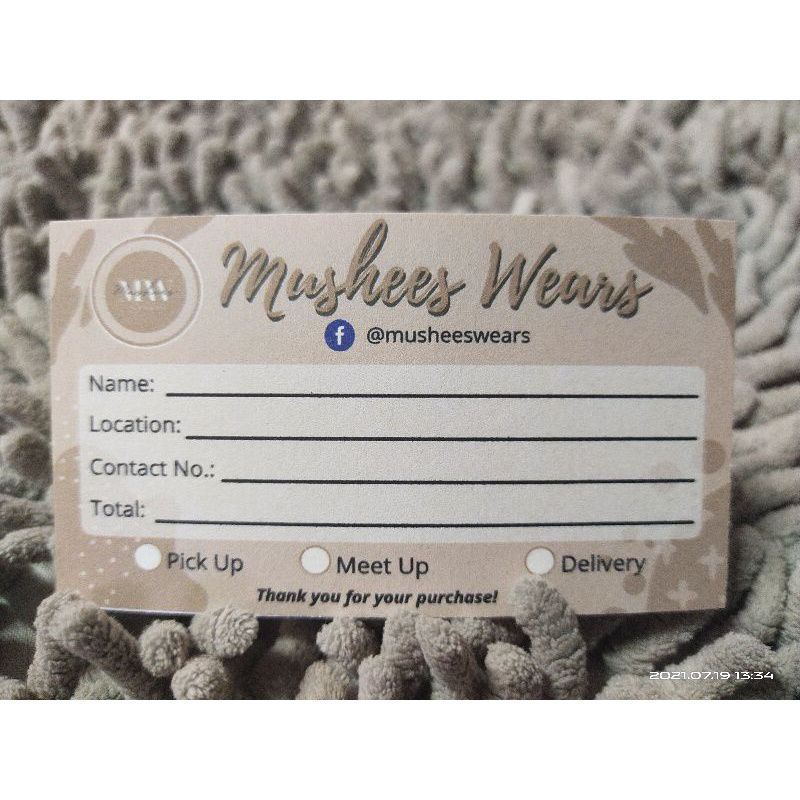 Mushees Wears
@musheeswears
Name:
Location:
Contact No.:
Total:
Pick Up Meet Up Delivery
Thank you for your purchase!
2021.07.19 13:34